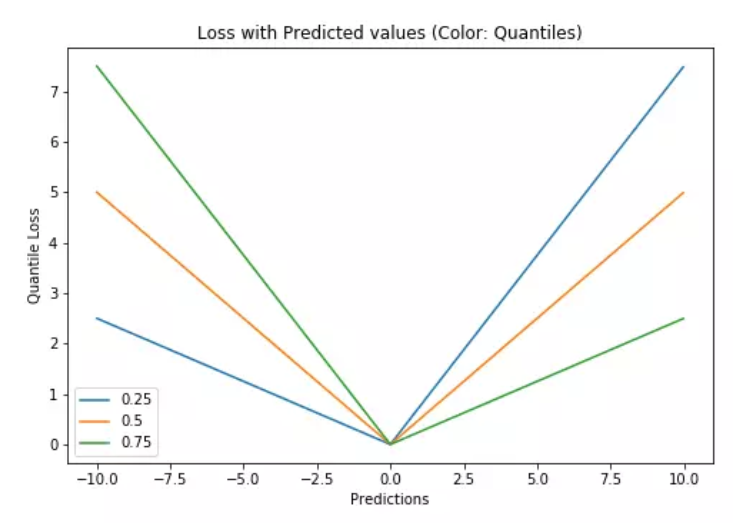 Loss with Predicted values (Color: Quantiles)
7
6
5
4
3
2
1
0
Quantile Loss
0.25
0.5
0.75
−10.0 −7.5 −5.0 −2.5 0.0 2.5 5.0 7.5 10.0
Predictions